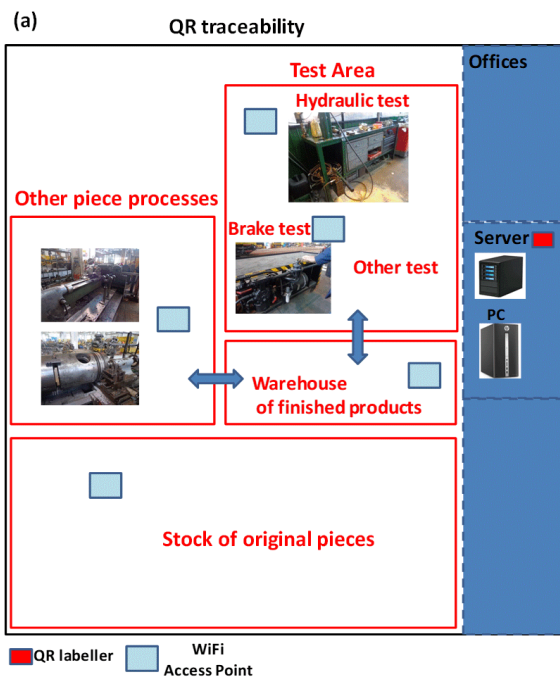 (a)
QR traceability
Offices
Test Area
Hydraulic test
Other piece processes
Brake test
Other test
Server
PC
Warehouse
of finished products
Stock of original pieces
QR labeller
WiFi
Access Point